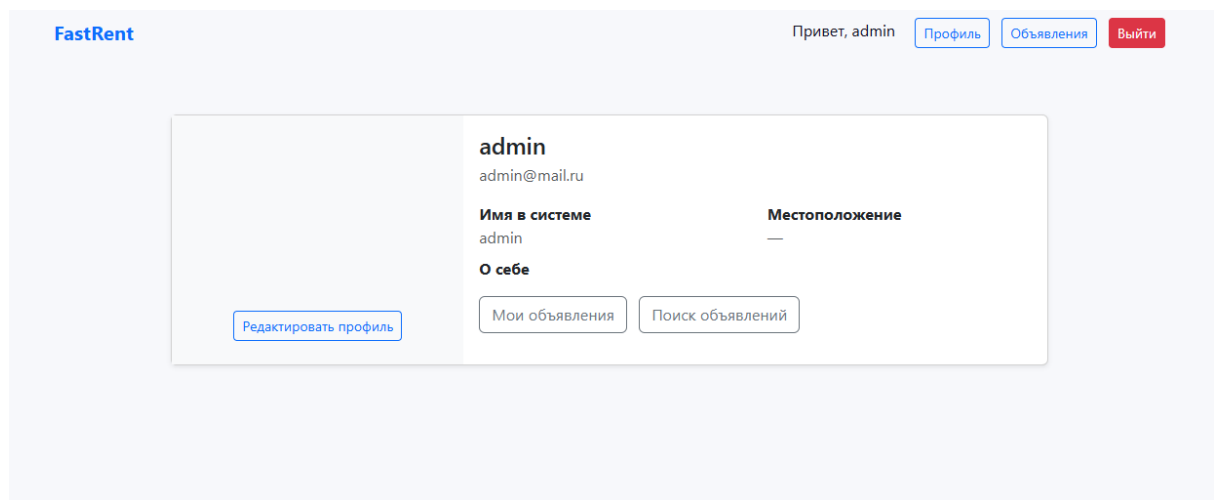 FastRent
Привет, admin
Профиль
Объявления
Выйти
admin
admin@mail.ru
Имя в системе
admin
Местоположение
—
О себе
Мои объявления
Поиск объявлений
Редактировать профиль